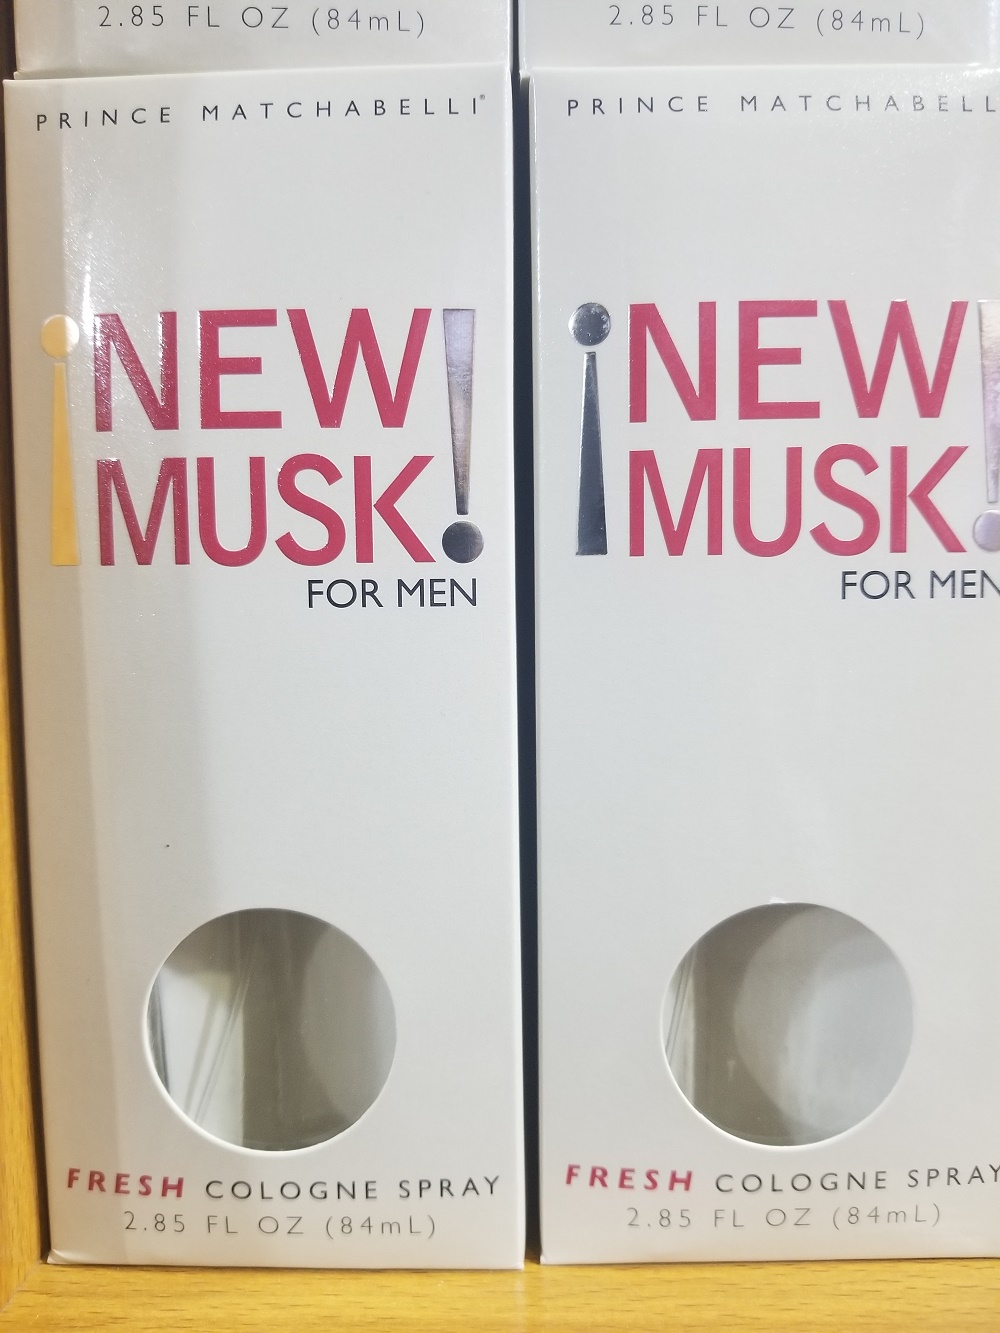 2.85 FL OZ (84mL)
2.85 FL OZ (84mL)
PRINCE MATCHABELLI®
¡NEW
MUSK!
FOR MEN
FRESH COLOGNE SPRAY
2.85 FL OZ (84mL)
PRINCE MATCHABELL
¡NEW
MUSK!
FOR MEN
FRESH COLOGNE SPRAY
2.85 FL OZ (84mL)